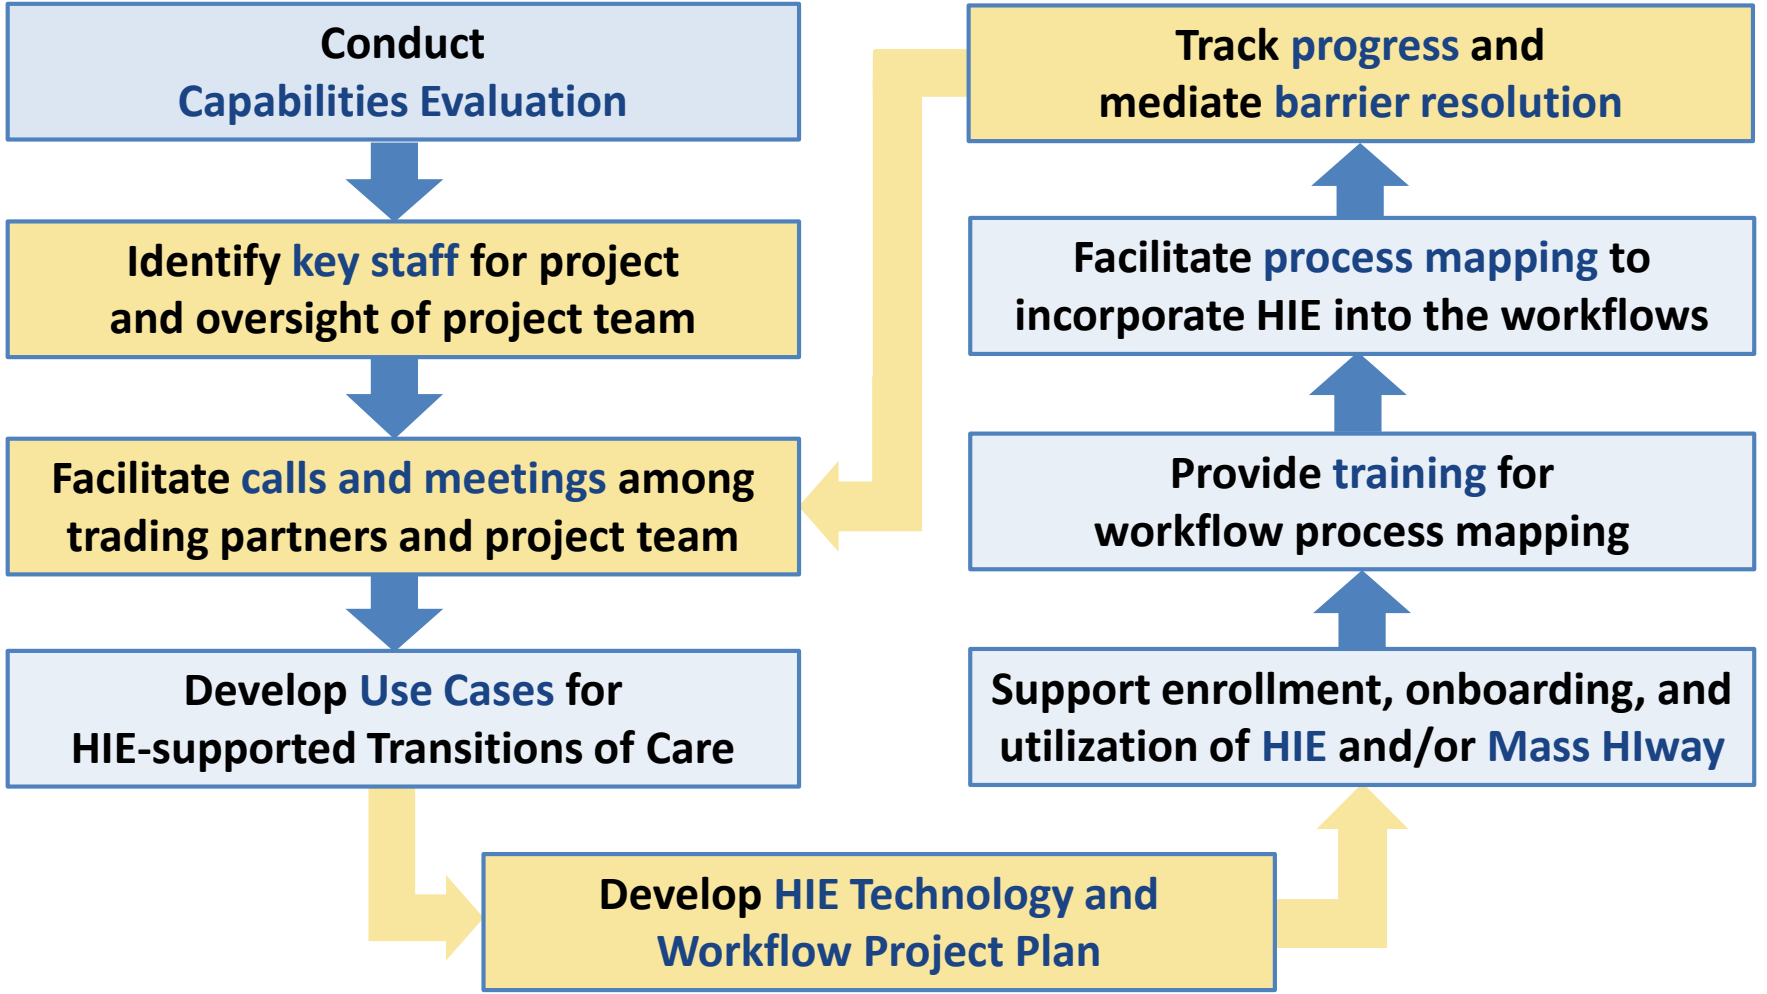 Conduct
Capabilities Evaluation
Identify key staff for project
and oversight of project team
Facilitate calls and meetings among
trading partners and project team
Develop Use Cases for
HIE-supported Transitions of Care
Develop HIE Technology and
Workflow Project Plan
Support enrollment, onboarding, and
utilization of HIE and/or Mass HIway
Provide training for
workflow process mapping
Facilitate process mapping to
incorporate HIE into the workflows
Track progress and
mediate barrier resolution